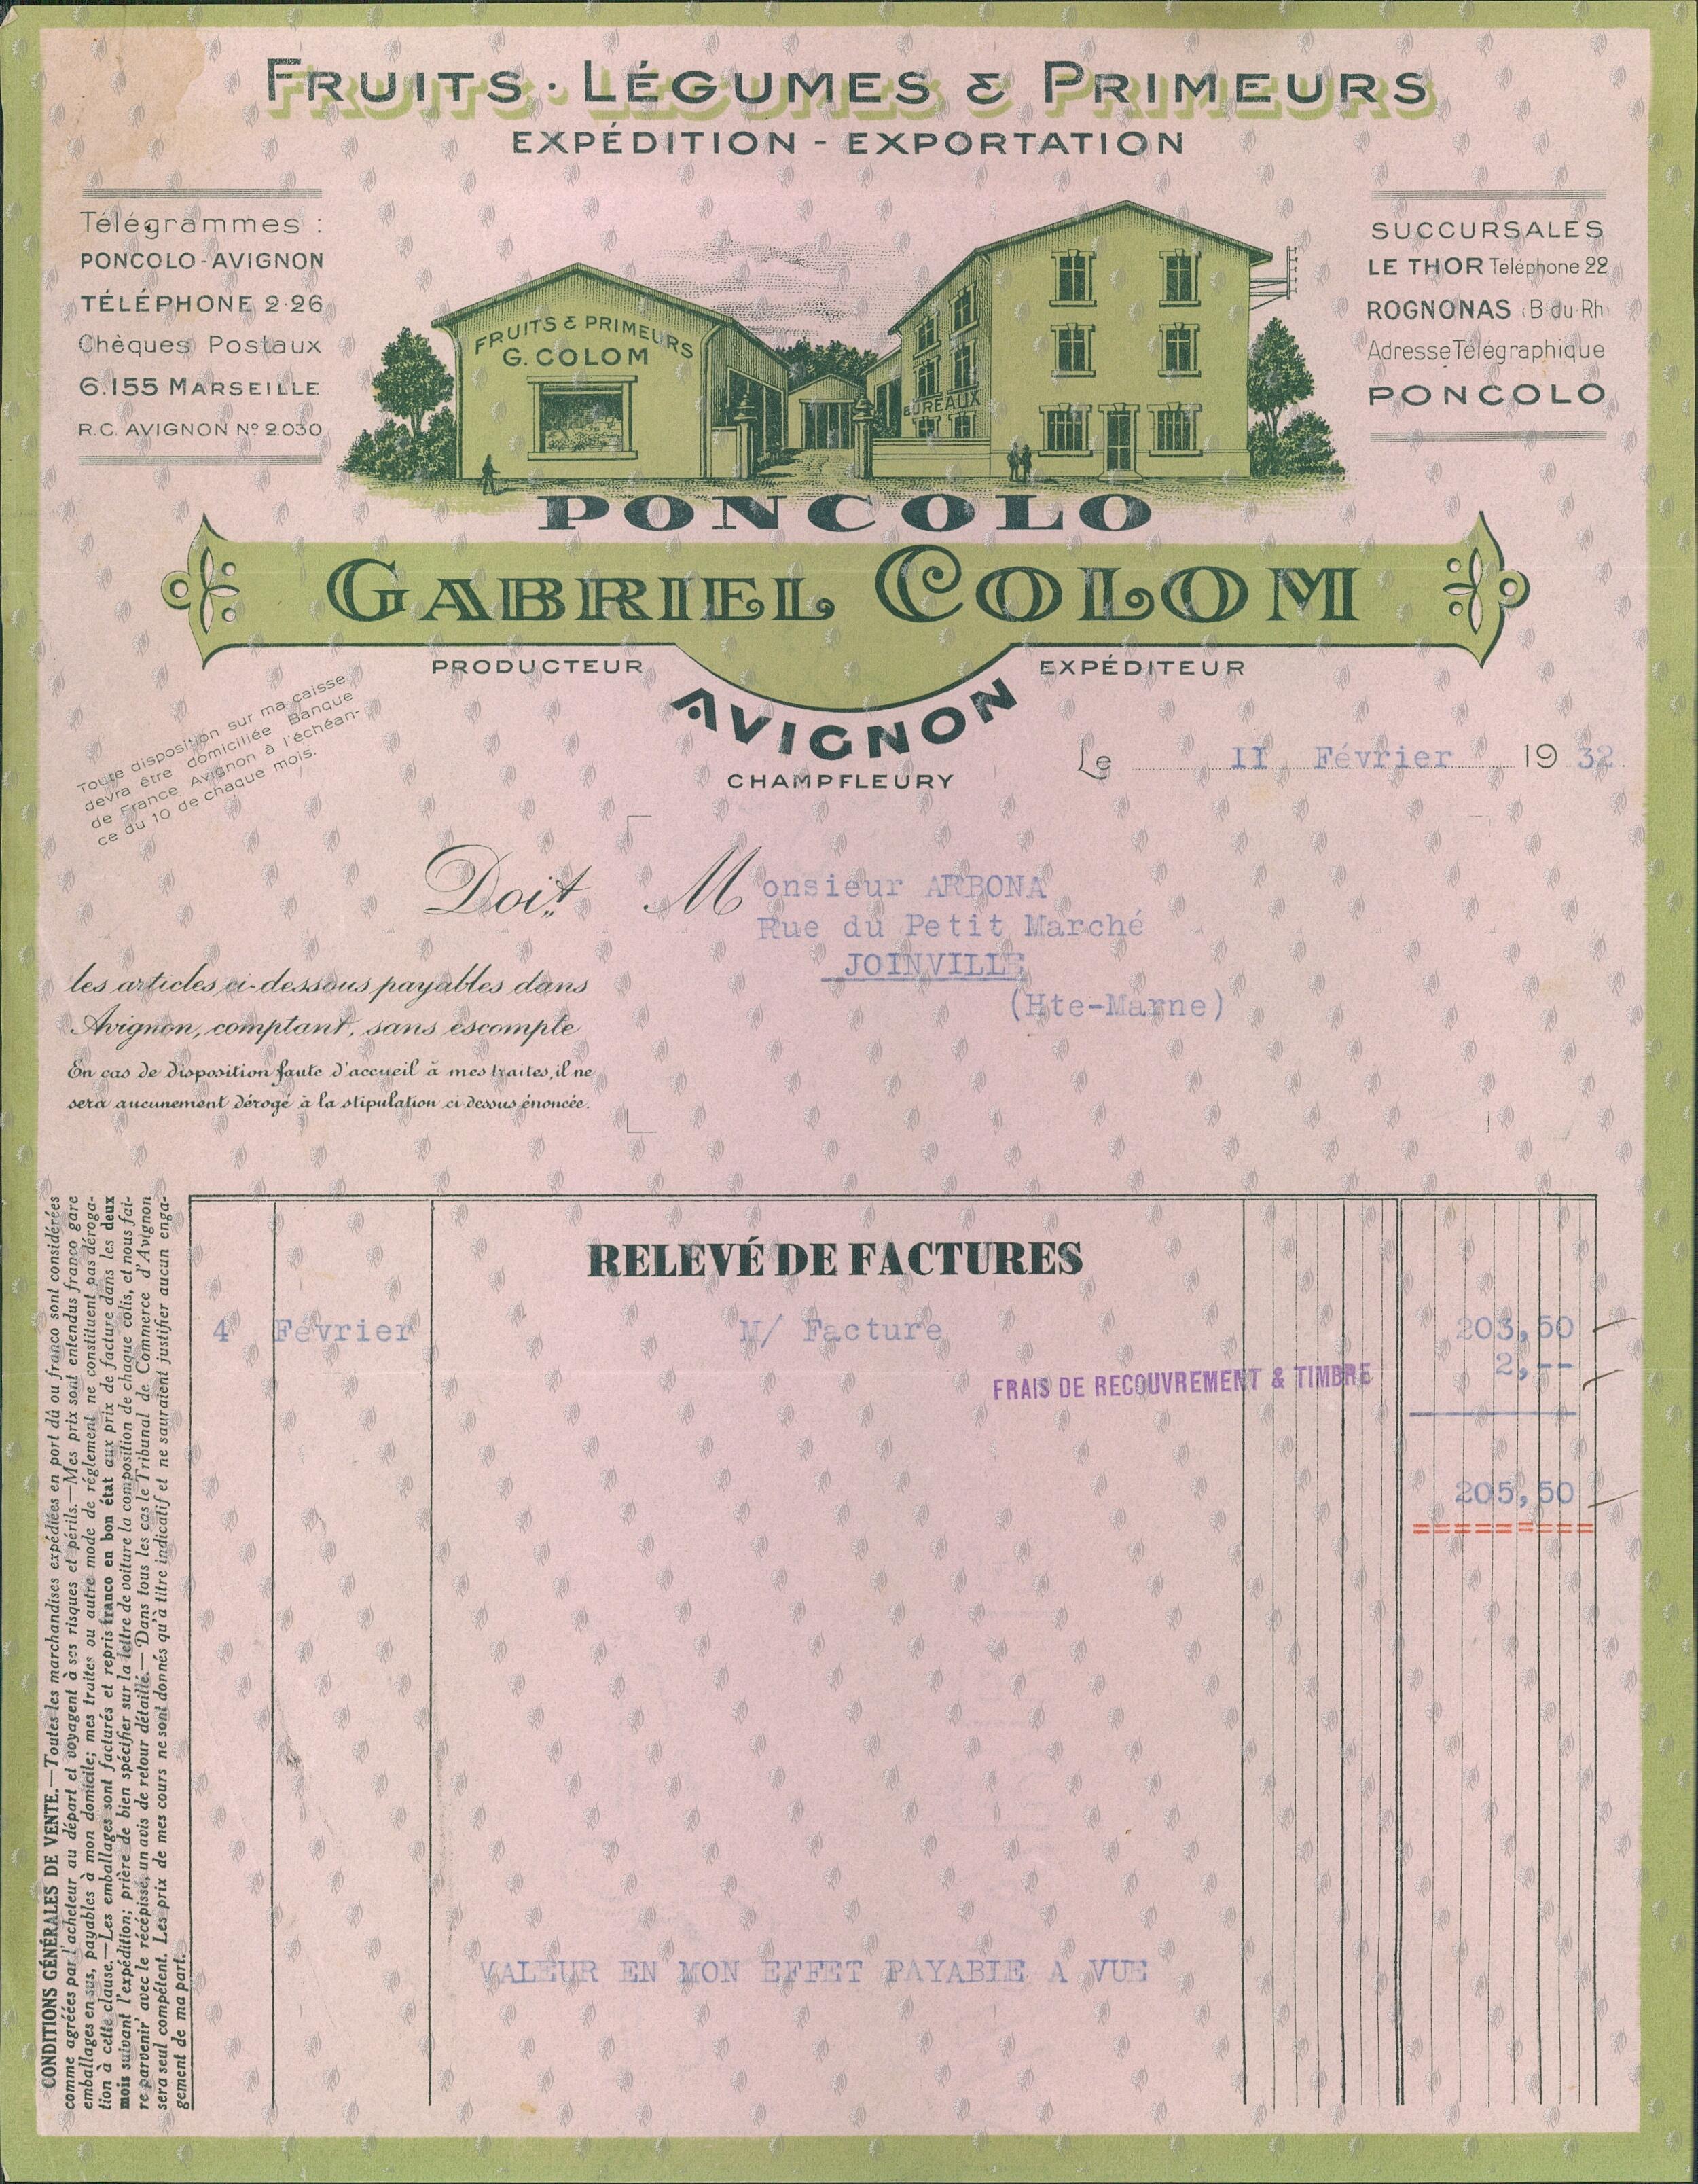 FRUITS · LÉGUMES & PRIMEURS
EXPÉDITION - EXPORTATION
Télégrammes :
PONCOLO-AVIGNON
TÉLÉPHONE 2-26
Chèques Postaux
6.155 MARSEILLE
R.C. AVIGNON Nº 2.030
FRUITS & PRIMEURS
G. COLOM
BUREAUX
SUCCURSALES
LE THOR Téléphone 22
ROGNONAS (B-du-Rh)
Adresse Télégraphique
PONCOLO
PONCOLO
GABRIEL COLOM
PRODUCTEUR
EXPÉDITEUR
AVIGNON
CHAMPFLEURY
Toute disposition sur ma caisse
devra être domiciliée Banque
de France Avignon à l'échéan-
ce du 10 de chaque mois.
Le II Février 19 32
Doit Monsieur ARBONA
Rue du Petit Marché
JOINVILLE
(Hte-Marne)
les articles ci-dessous payables dans
Avignon, comptant, sans escompte
En cas de disposition faute d'accueil à mes traites, il ne
sera aucunement dérogé à la stipulation ci dessus énoncée.
CONDITIONS GÉNÉRALES DE VENTE.—Toutes les marchandises expédiées en port dû ou franco sont considérées
comme agréées par l'acheteur au départ et voyagent à ses risques et périls.—Mes prix sont entendus franco gare
emballages en sus, payables à mon domicile; mes traites ou autre mode de réglement ne constituent pas déroga-
tion à cette clause.—Les emballages sont facturés et repris franco en bon état aux prix de facture dans les deux
mois suivant l'expédition; prière de bien spécifier sur la lettre de voiture la composition de chaque colis, et nous fai-
re parvenir avec le récépissé, un avis de retour détaillé.—Dans tous les cas le Tribunal de Commerce d'Avignon
sera seul compétent. Les prix de mes cours ne sont donnés qu'à titre indicatif et ne sauraient justifier aucun enga-
gement de ma part.
RELEVÉ DE FACTURES
4 Février M/ Facture 203,50
FRAIS DE RECOUVREMENT & TIMBRE 2,--
205,50
VALEUR EN MON EFFET PAYABLE A VUE